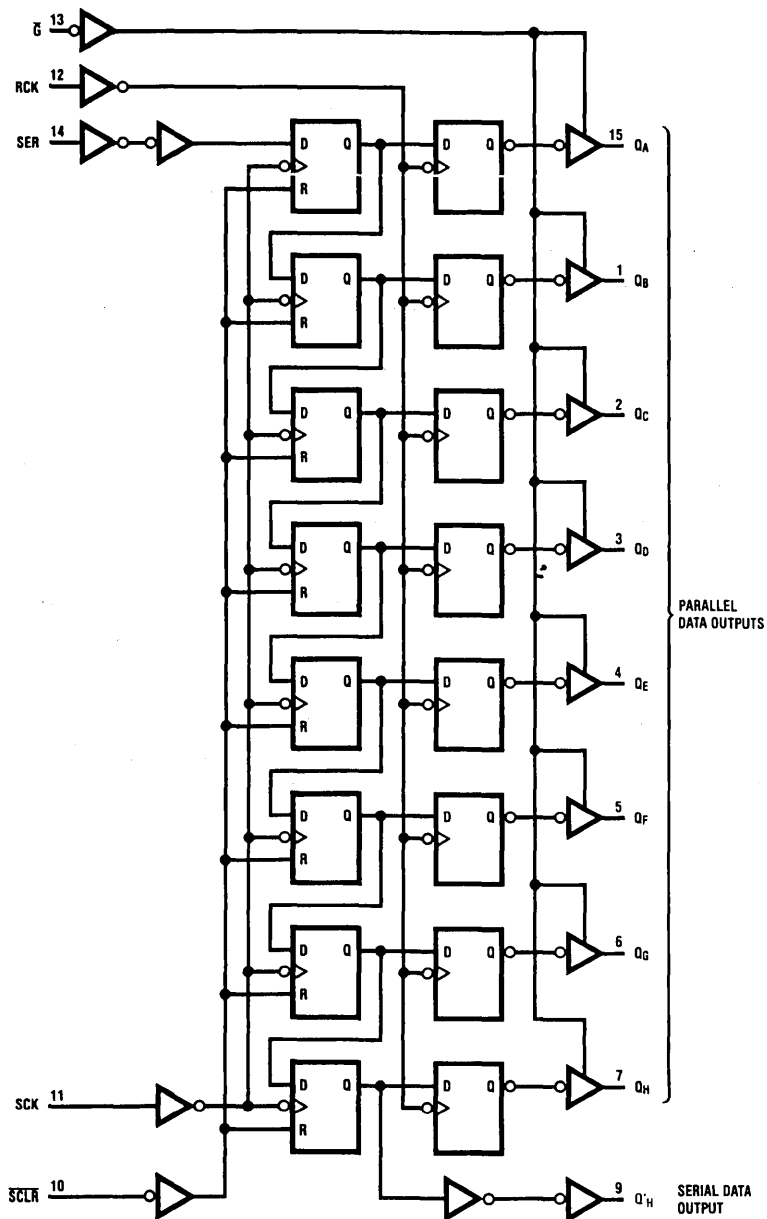 G̅ 13
RCK 12
SER 14
D Q D Q 15 QA
R
D Q D Q 1 QB
R
D Q D Q 2 QC
R
D Q D Q 3 QD
R
D Q D Q 4 QE
R
D Q D Q 5 QF
R
D Q D Q 6 QG
R
D Q D Q 7 QH
R
PARALLEL
DATA OUTPUTS
SCK 11
S̅C̅L̅R̅ 10
9 Q'H
SERIAL DATA
OUTPUT